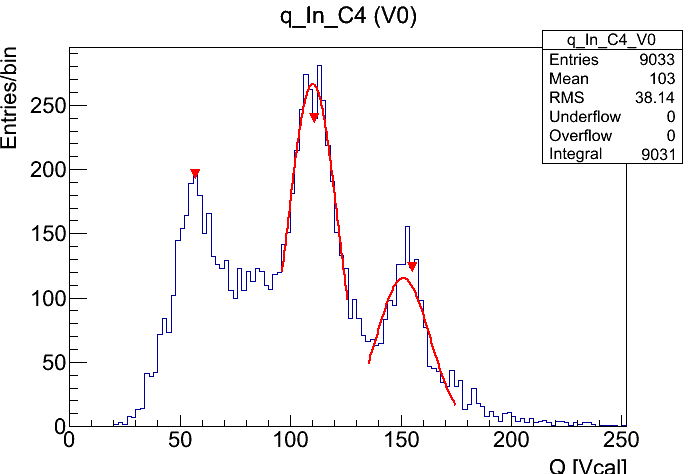 q_In_C4 (V0)
q_In_C4_V0
Entries 9033
Mean 103
RMS 38.14
Underflow 0
Overflow 0
Integral 9031
Entries/bin
250
200
150
100
50
0
0 50 100 150 200 250
Q [Vcal]